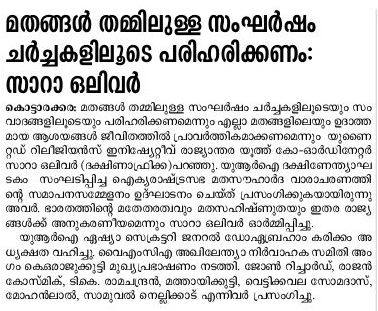 മതങ്ങൾ തമ്മിലുള്ള സംഘർഷം
ചർച്ചകളിലൂടെ പരിഹരിക്കണം:
സാറാ ഒലിവർ
കൊട്ടാരക്കര: മതങ്ങൾ തമ്മിലുള്ള സംഘർഷം ചർച്ചകളിലൂടെയും സം
വാദങ്ങളിലൂടെയും പരിഹരിക്കണമെന്നും എല്ലാ മതങ്ങളിലെയും ഉദാത്ത
മായ ആശയങ്ങൾ ജീവിതത്തിൽ പ്രാവർത്തികമാക്കണമെന്നും യുണൈ
റ്റഡ് റിലീജിയൻസ് ഇനിഷ്യേറ്റീവ് രാജ്യാന്തര യൂത്ത് കോ-ഓർഡിനേറ്റർ
സാറാ ഒലിവർ (ദക്ഷിണാഫ്രിക്ക)പറഞ്ഞു. യുആർഐ ദക്ഷിണേന്ത്യാഘ
ടകം സംഘടിപ്പിച്ച ഐക്യരാഷ്ട്രസഭ മതസൗഹാർദ വാരാചരണത്തി
ന്റെ സമാപനസമ്മേളനം ഉദ്ഘാടനം ചെയ്ത് പ്രസംഗിക്കുകയായിരുന്നു
അവർ. ഭാരതത്തിന്റെ മതേതരത്വവും മതസഹിഷ്ണുതയും ഇതര രാജ്യ
ങ്ങൾക്ക് അനുകരണീയമെന്നും സാറാ ഒലിവർ ഓർമ്മിപ്പിച്ചു.
യുആർഐ ഏഷ്യാ സെക്രട്ടറി ജനറൽ ഡോഏബ്രഹാം കരിക്കം അ
ധ്യക്ഷത വഹിച്ചു. വൈഎംസിഎ അഖിലേന്ത്യാ നിർവാഹക സമിതി അം
ഗം കെഒരാജുക്കുട്ടി മുഖ്യപ്രഭാഷണം നടത്തി. ജോൺ റിച്ചാർഡ്, രാജൻ
കോസ്മിക്, ടികെ. രാമചന്ദ്രൻ, മത്തായിക്കുട്ടി, വെട്ടിക്കവല സോമദാസ്,
മോഹൻലാൽ, സാമുവൽ നെല്ലിക്കാട് എന്നിവർ പ്രസംഗിച്ചു.